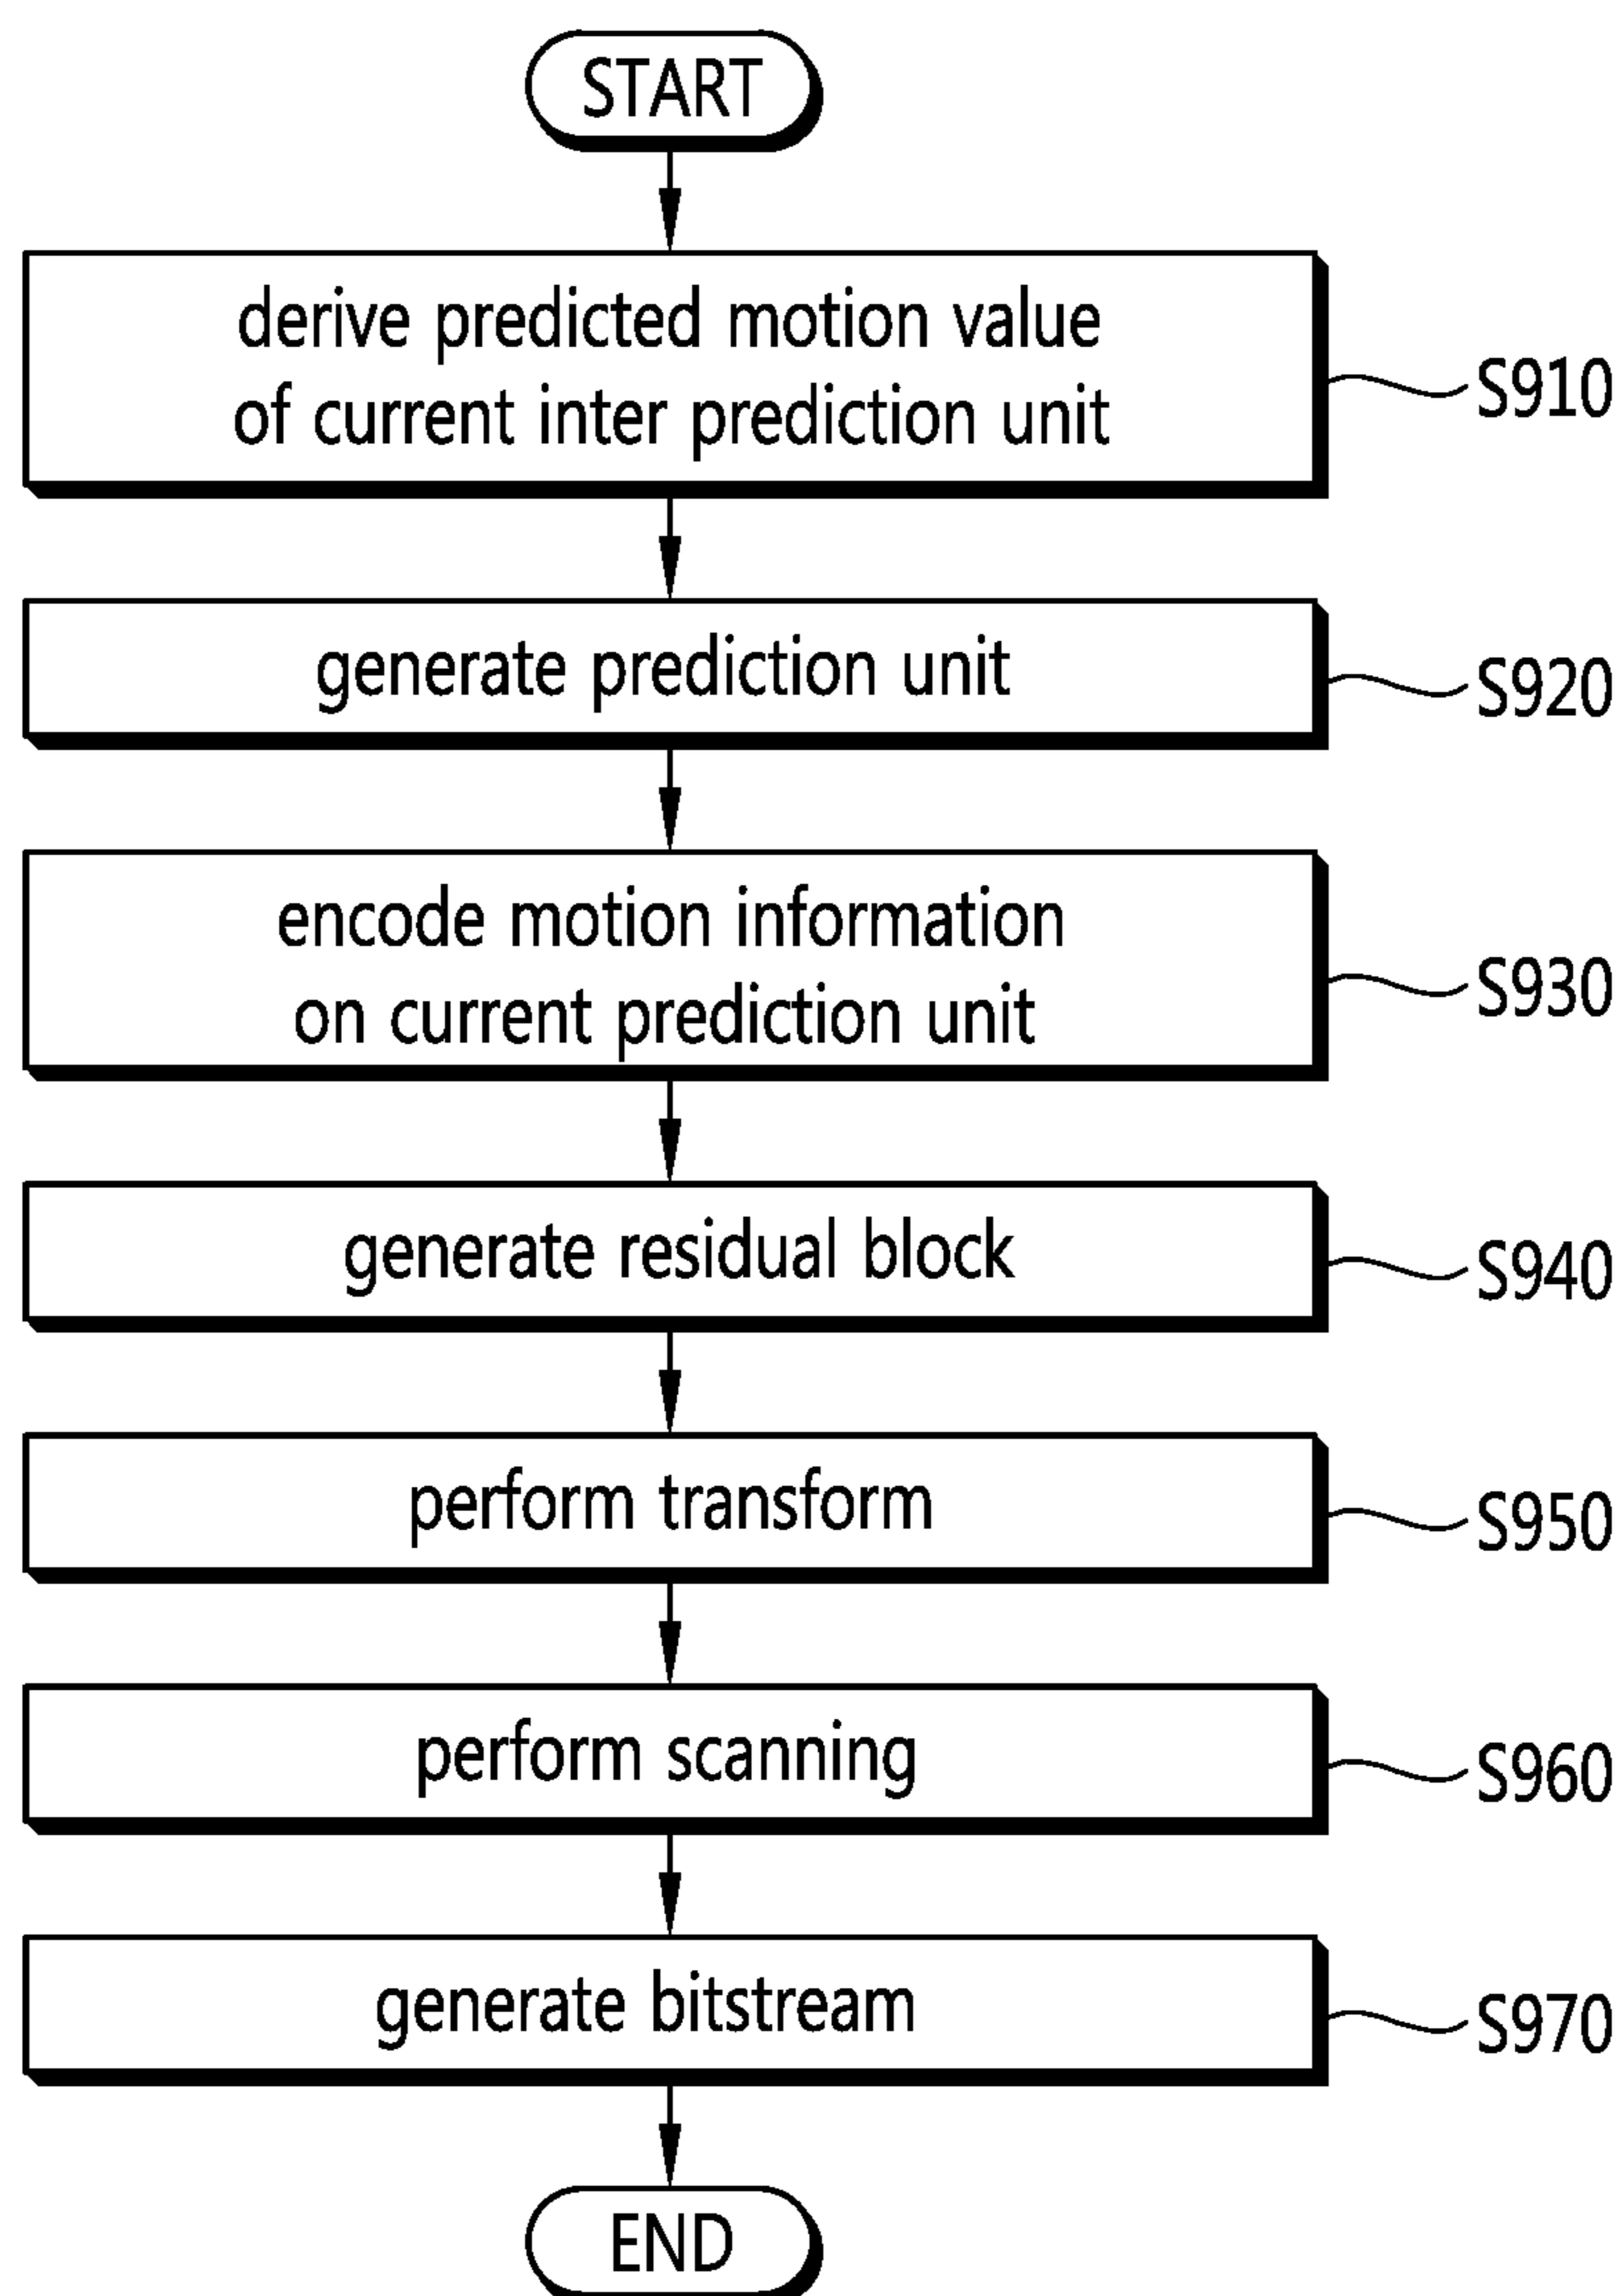 START
derive predicted motion value
of current inter prediction unit
S910
generate prediction unit
S920
encode motion information
on current prediction unit
S930
generate residual block
S940
perform transform
S950
perform scanning
S960
generate bitstream
S970
END